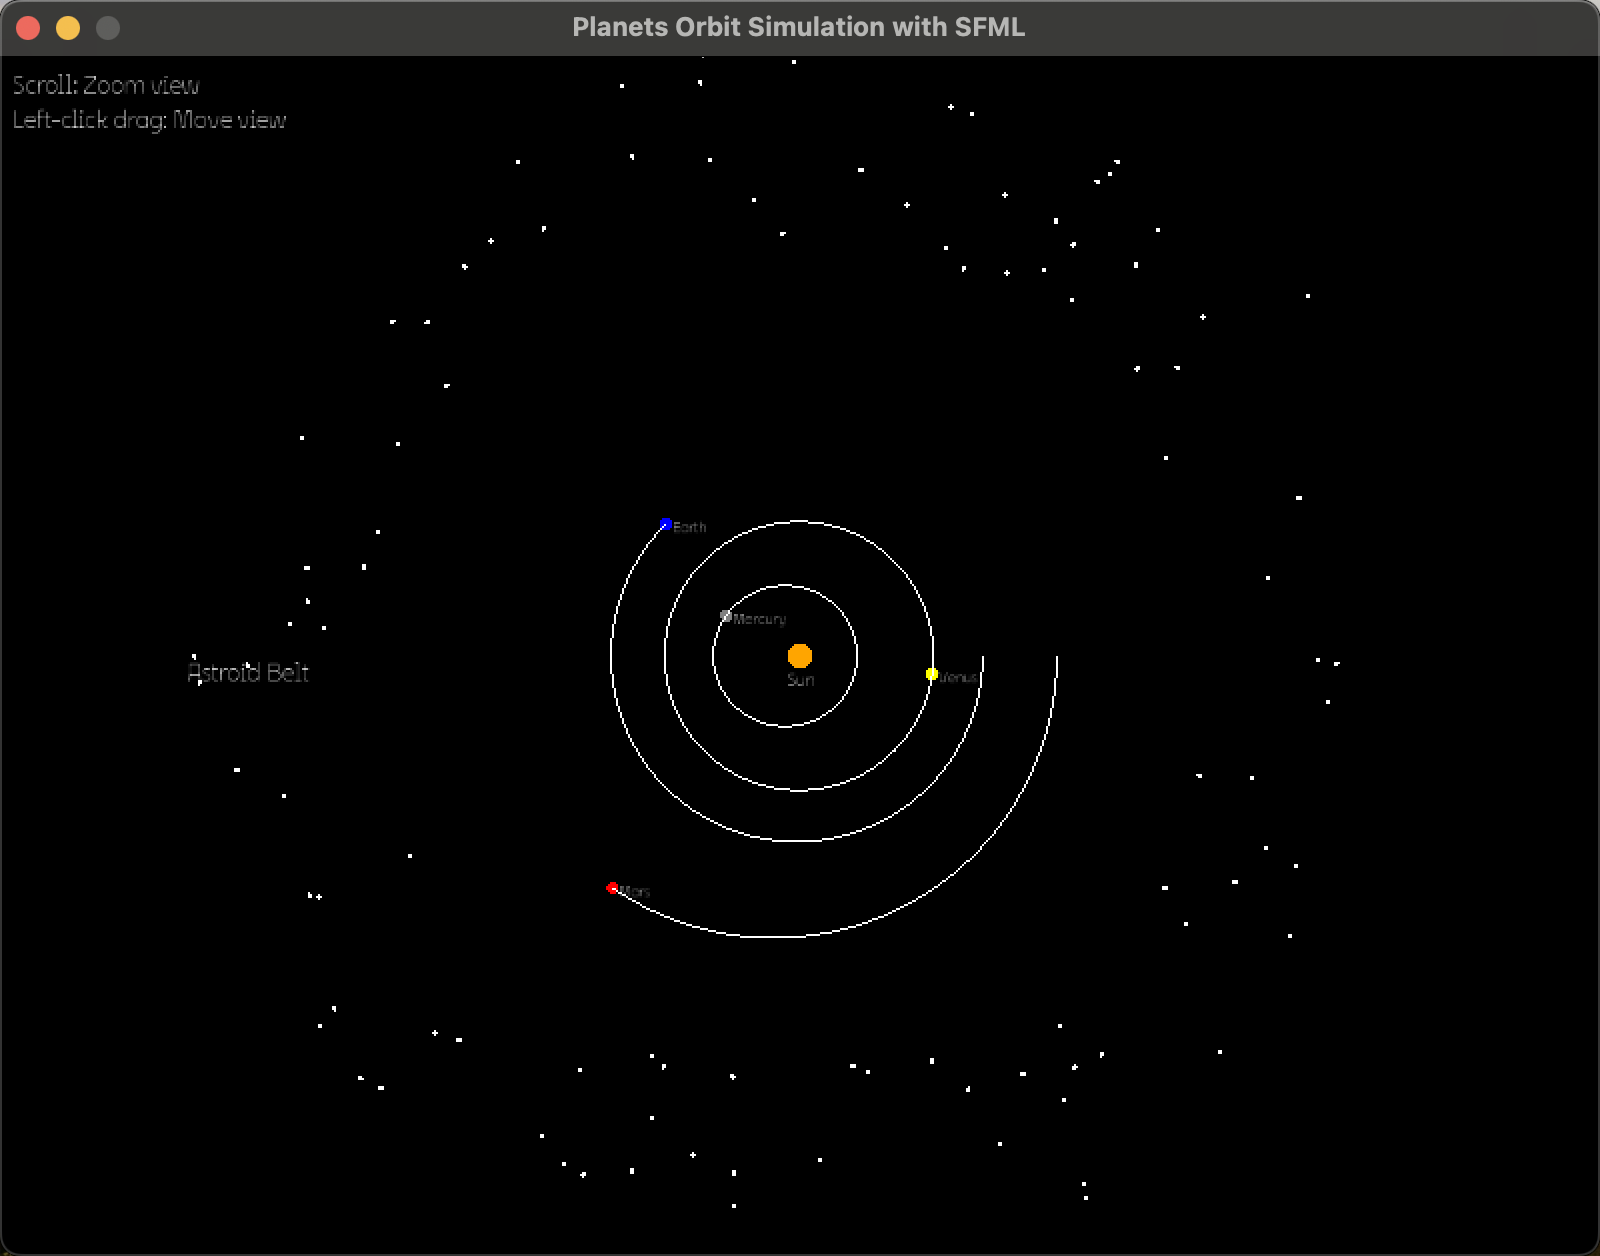 Planets Orbit Simulation with SFML
Scroll: Zoom view
Left-click drag: Move view
Earth
Mercury
Sun
Venus
Astroid Belt
Mars